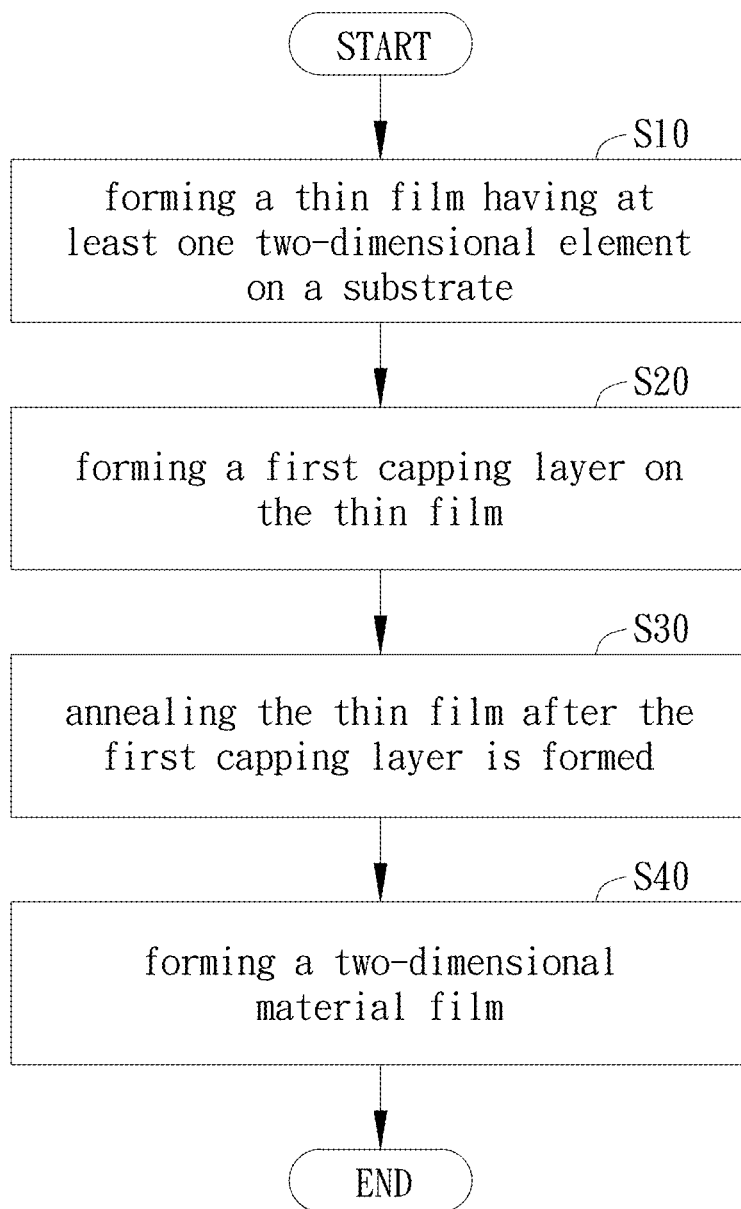 START
S10
forming a thin film having at
least one two-dimensional element
on a substrate
S20
forming a first capping layer on
the thin film
S30
annealing the thin film after the
first capping layer is formed
S40
forming a two-dimensional
material film
END